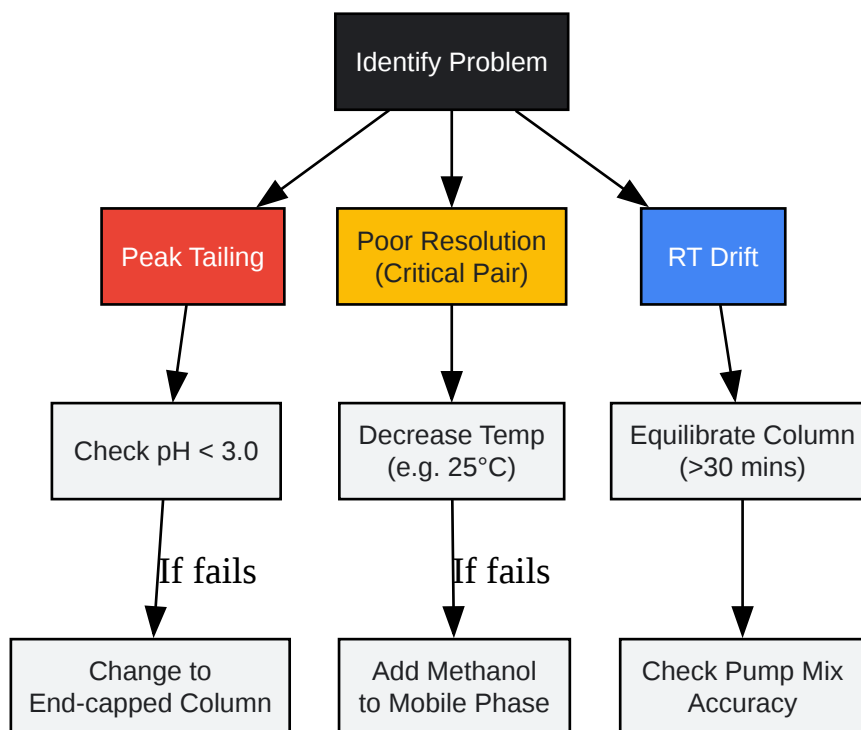 Identify Problem
Peak Tailing
Poor Resolution
(Critical Pair)
RT Drift
Check pH < 3.0
Decrease Temp
(e.g. 25°C)
Equilibrate Column
(>30 mins)
If fails
If fails
Change to
End-capped Column
Add Methanol
to Mobile Phase
Check Pump Mix
Accuracy